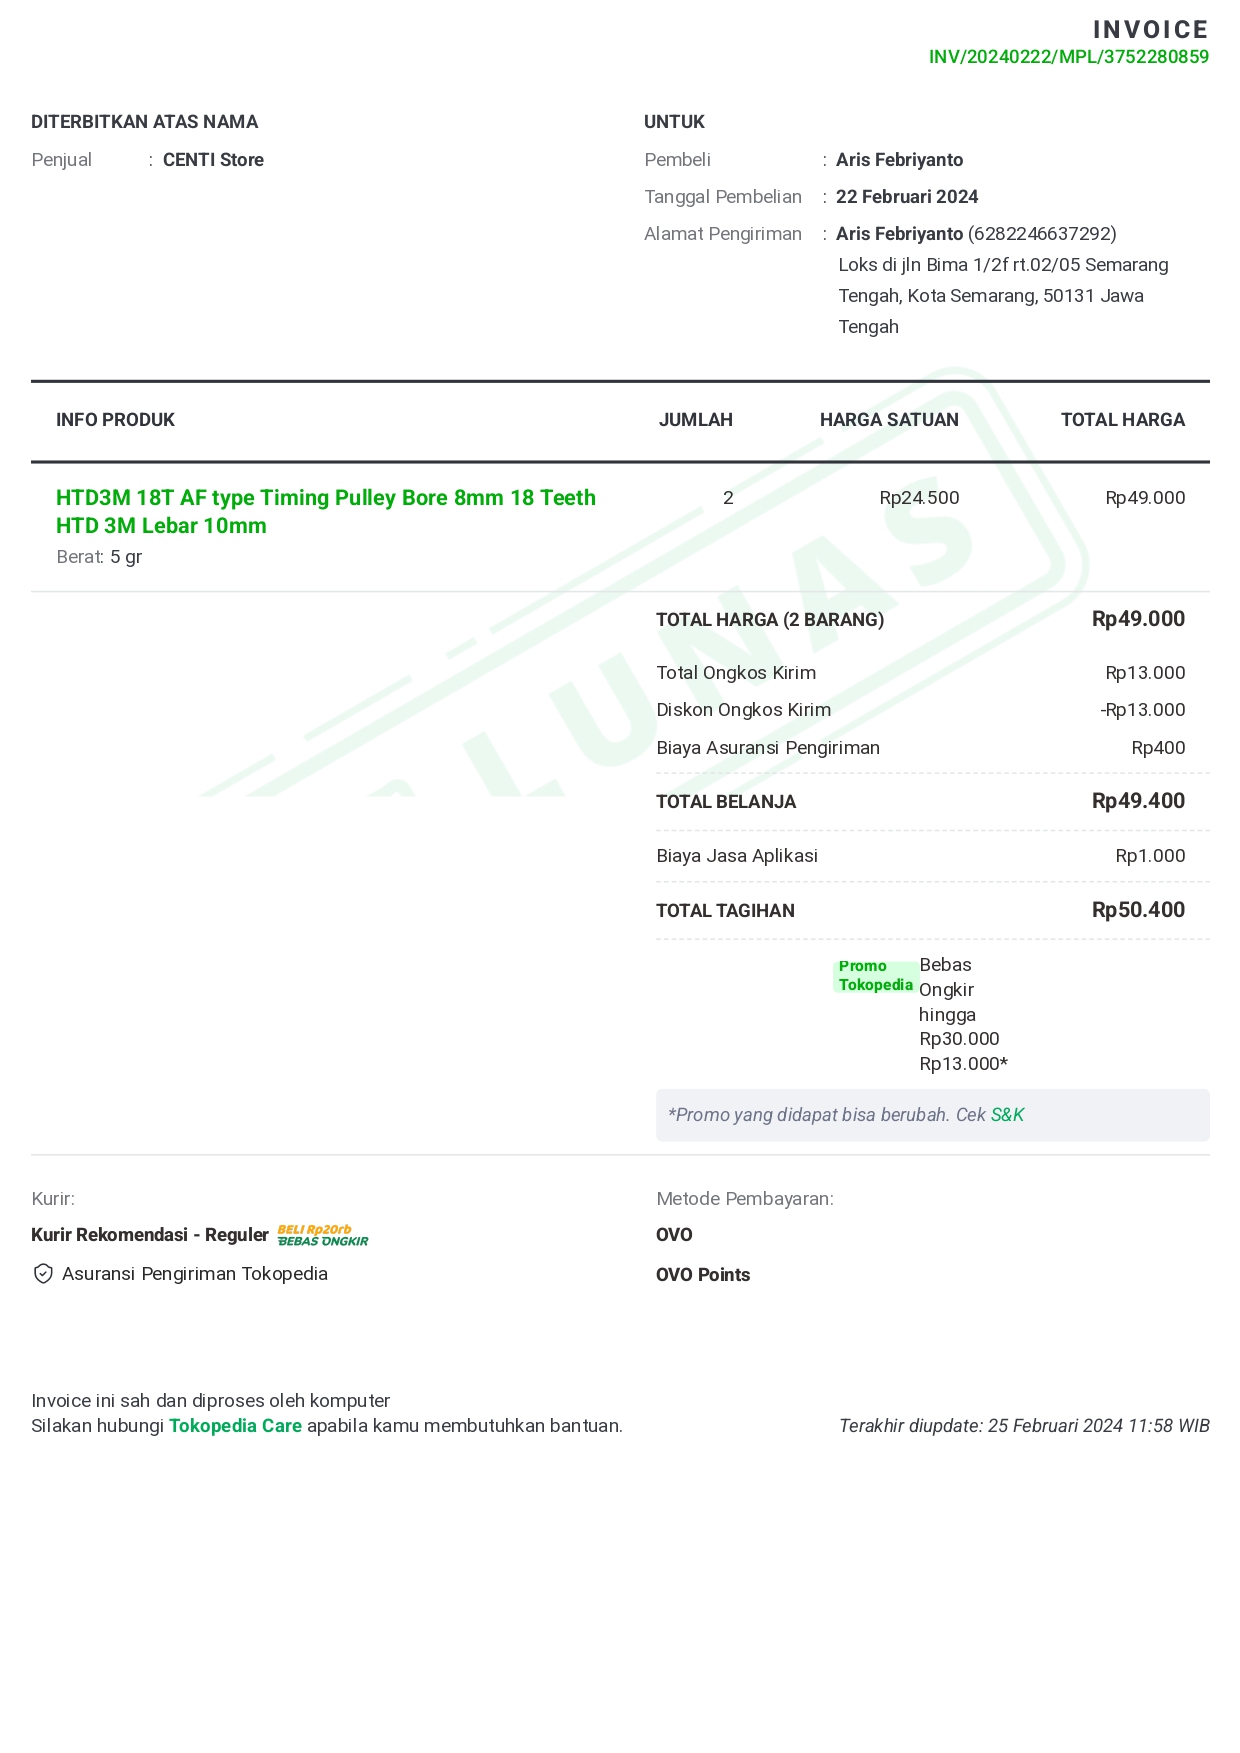 INVOICE
INV/20240222/MPL/3752280859
DITERBITKAN ATAS NAMA
Penjual : CENTI Store
UNTUK
Pembeli : Aris Febriyanto
Tanggal Pembelian : 22 Februari 2024
Alamat Pengiriman : Aris Febriyanto (6282246637292)
Loks di jln Bima 1/2f rt.02/05 Semarang
Tengah, Kota Semarang, 50131 Jawa
Tengah
INFO PRODUK JUMLAH HARGA SATUAN TOTAL HARGA
HTD3M 18T AF type Timing Pulley Bore 8mm 18 Teeth 2 Rp24.500 Rp49.000
HTD 3M Lebar 10mm
Berat: 5 gr
LUNAS
TOTAL HARGA (2 BARANG) Rp49.000
Total Ongkos Kirim Rp13.000
Diskon Ongkos Kirim -Rp13.000
Biaya Asuransi Pengiriman Rp400
TOTAL BELANJA Rp49.400
Biaya Jasa Aplikasi Rp1.000
TOTAL TAGIHAN Rp50.400
Promo
Tokopedia
Bebas
Ongkir
hingga
Rp30.000
Rp13.000*
*Promo yang didapat bisa berubah. Cek S&K
Kurir:
Kurir Rekomendasi - Reguler
BELI Rp20rb
BEBAS ONGKIR
Asuransi Pengiriman Tokopedia
Metode Pembayaran:
OVO
OVO Points
Invoice ini sah dan diproses oleh komputer
Silakan hubungi Tokopedia Care apabila kamu membutuhkan bantuan.
Terakhir diupdate: 25 Februari 2024 11:58 WIB